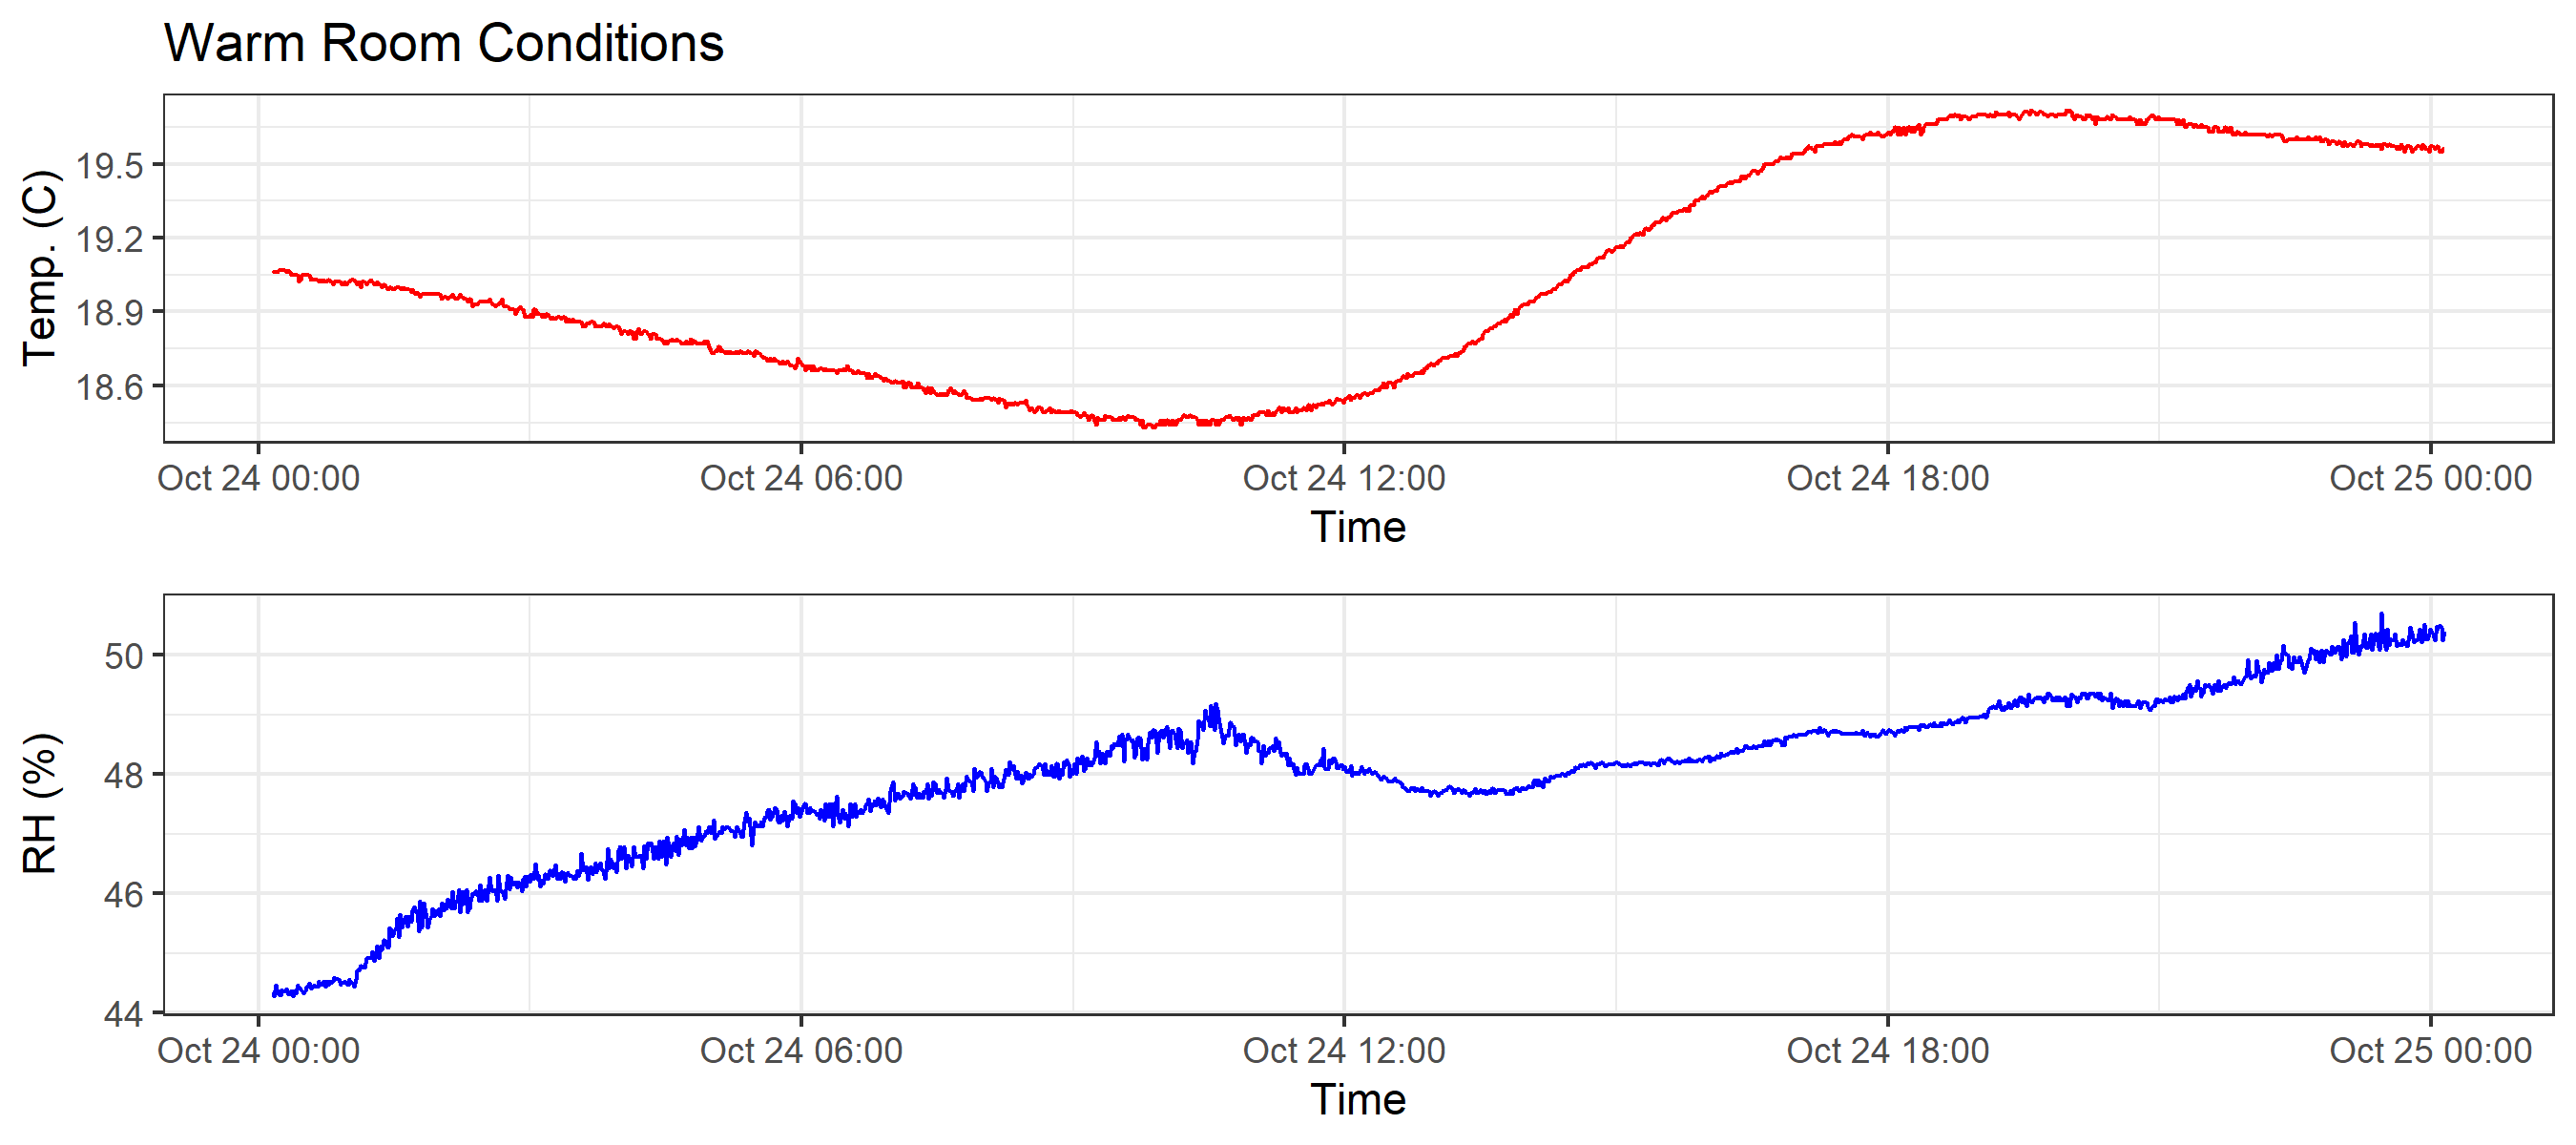 Warm Room Conditions
Temp. (C)
19.5
19.2
18.9
18.6
Oct 24 00:00 Oct 24 06:00 Oct 24 12:00 Oct 24 18:00 Oct 25 00:00
Time
RH (%)
50
48
46
44
Oct 24 00:00 Oct 24 06:00 Oct 24 12:00 Oct 24 18:00 Oct 25 00:00
Time